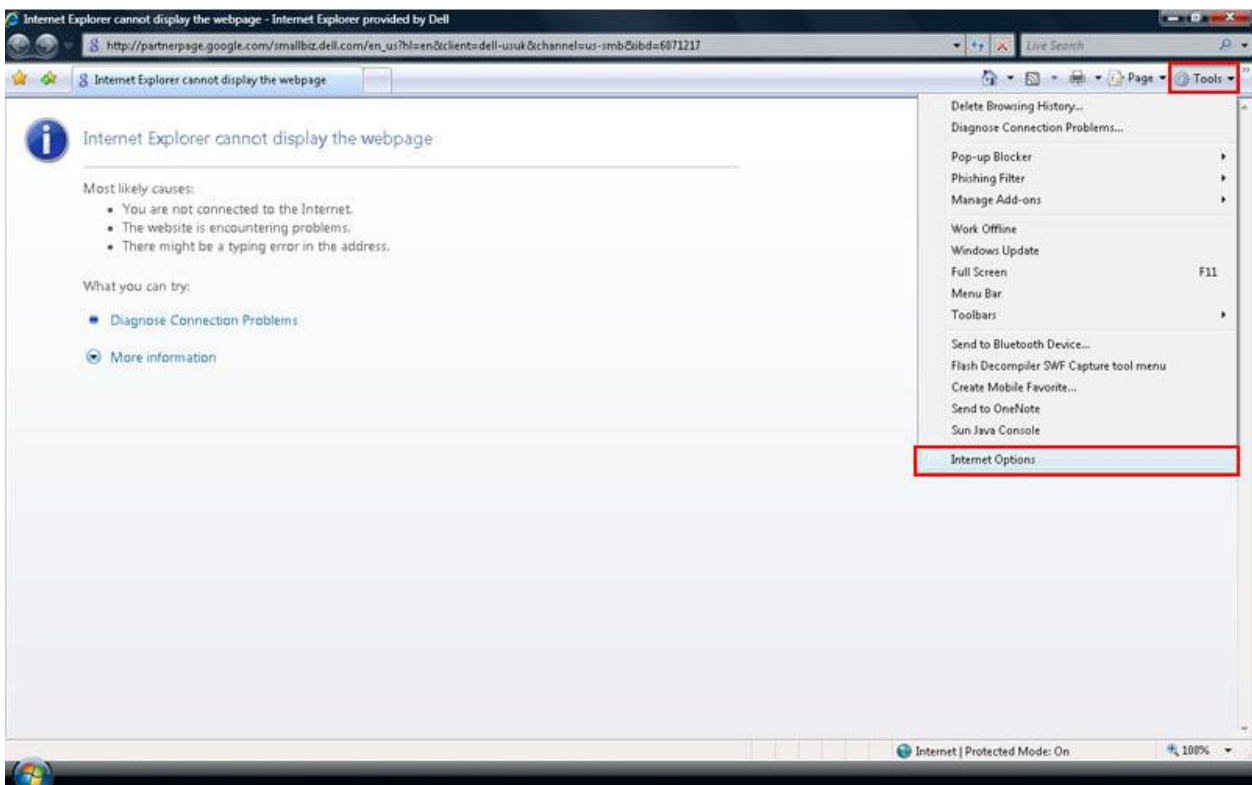 Internet Explorer cannot display the webpage - Internet Explorer provided by Dell
http://partnerpage.google.com/smallbiz.dell.com/en_us?hl=en&client=dell-usuk&channel=us-smb&ibd=6071217
Live Search
Internet Explorer cannot display the webpage
Page
Tools
Internet Explorer cannot display the webpage
Most likely causes:
• You are not connected to the Internet.
• The website is encountering problems.
• There might be a typing error in the address.
What you can try:
Diagnose Connection Problems
More information
Delete Browsing History...
Diagnose Connection Problems...
Pop-up Blocker
Phishing Filter
Manage Add-ons
Work Offline
Windows Update
Full Screen F11
Menu Bar
Toolbars
Send to Bluetooth Device...
Flash Decompiler SWF Capture tool menu
Create Mobile Favorite...
Send to OneNote
Sun Java Console
Internet Options
Internet | Protected Mode: On
100%